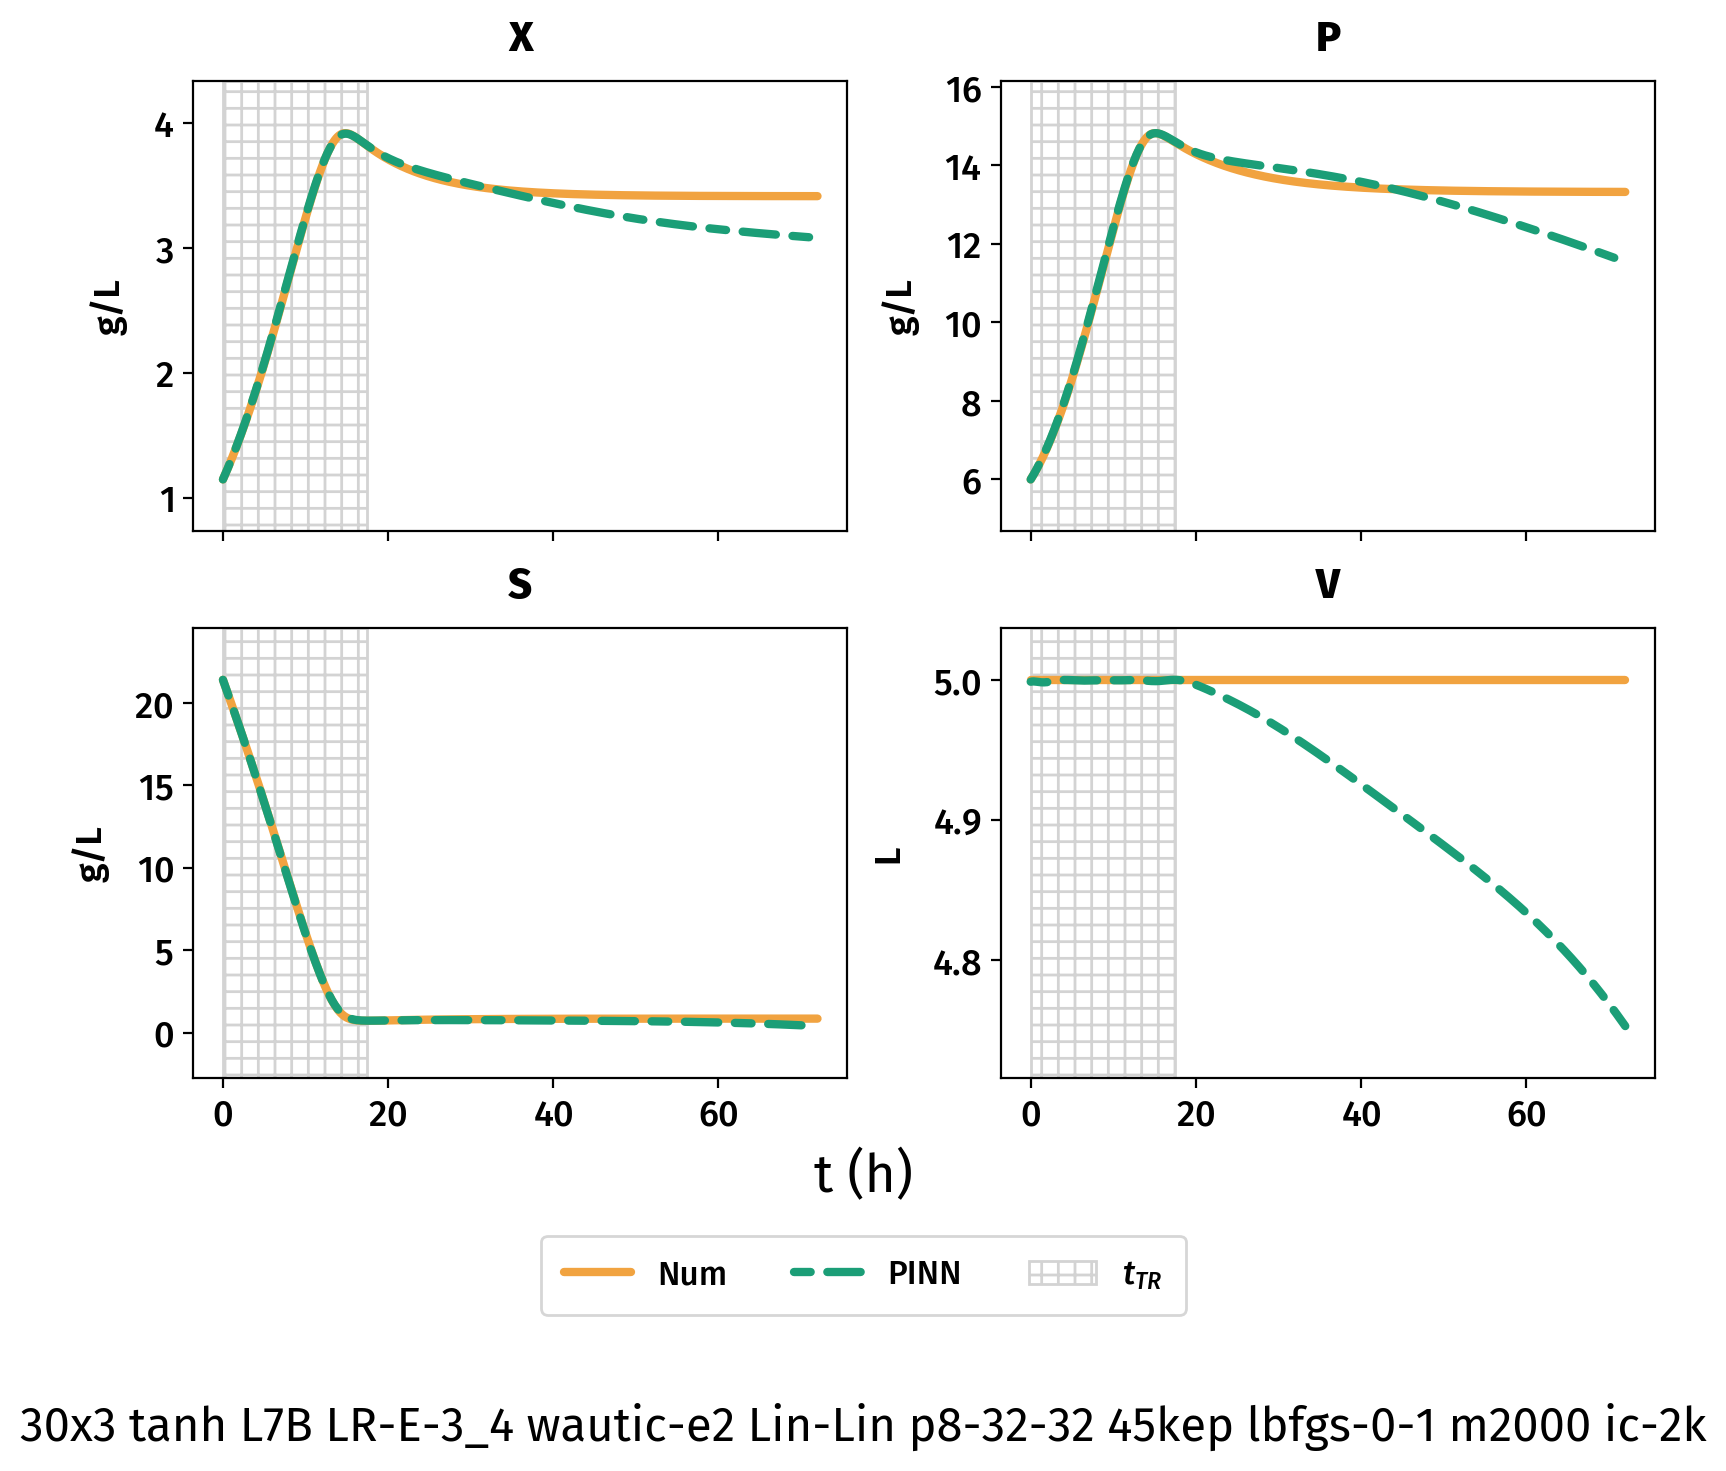 X
P
4
3
2
1
g/L
16
14
12
10
8
6
g/L
S
V
20
15
10
5
0
g/L
5.0
4.9
4.8
L
0 20 40 60
0 20 40 60
t (h)
Num PINN tTR
30x3 tanh L7B LR-E-3_4 wautic-e2 Lin-Lin p8-32-32 45kep lbfgs-0-1 m2000 ic-2k